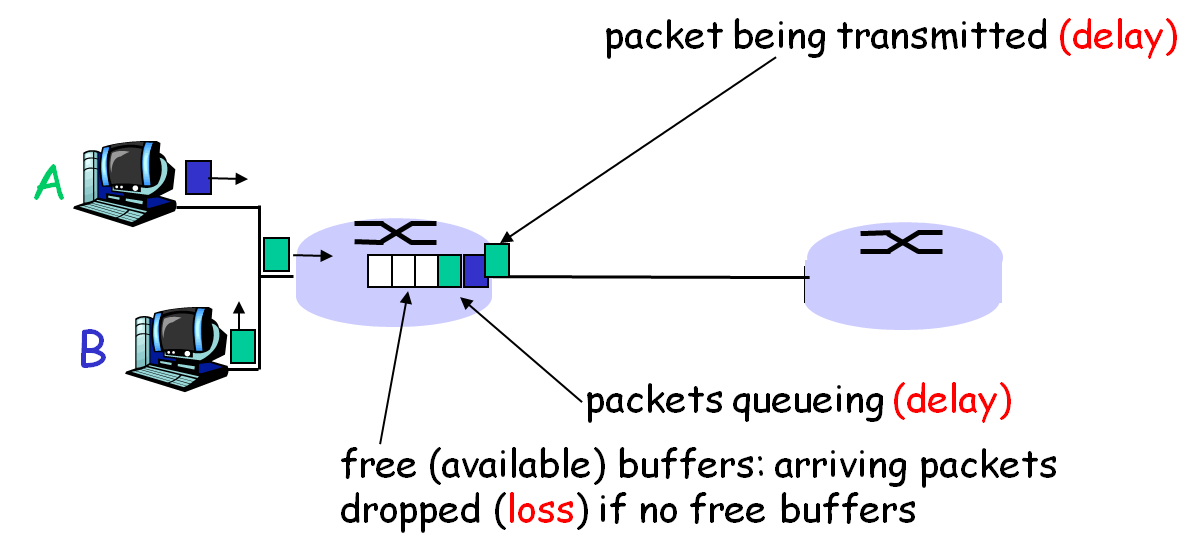 packet being transmitted (delay)
A
B
packets queueing (delay)
free (available) buffers: arriving packets
dropped (loss) if no free buffers